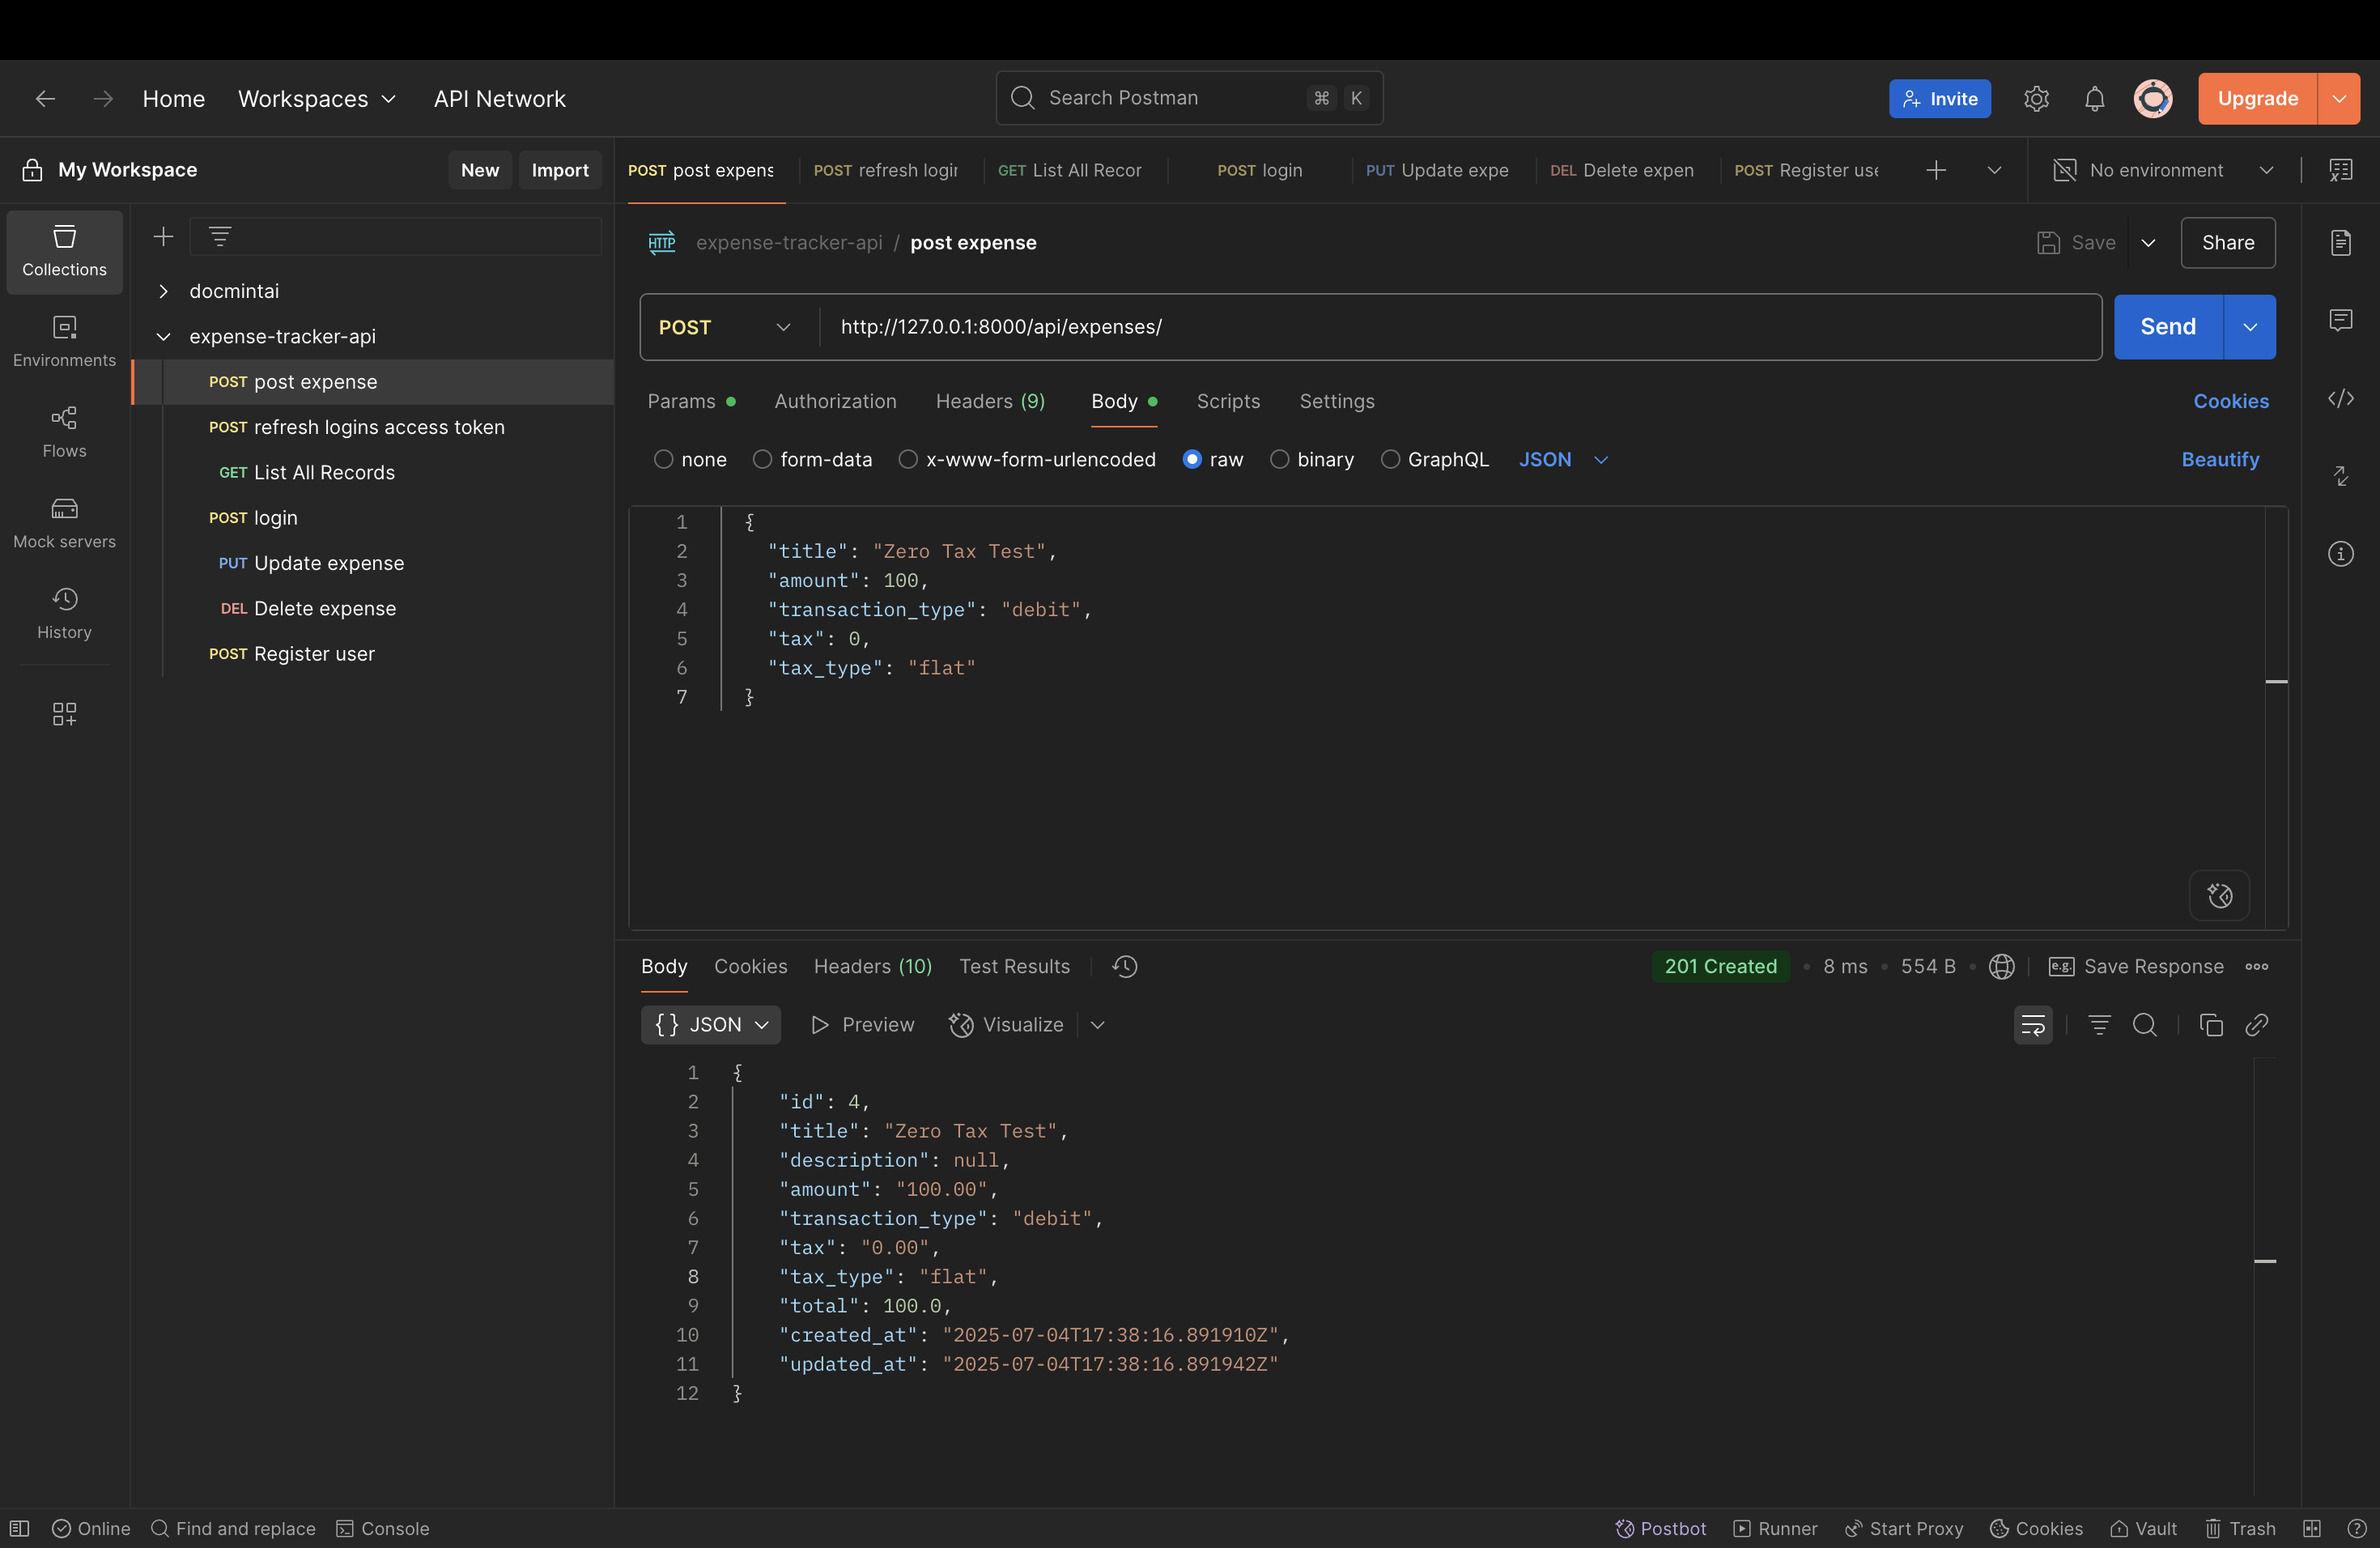 Home Workspaces API Network Search Postman ⌘ K Invite Upgrade
My Workspace New Import POST post expens POST refresh login GET List All Recor POST login PUT Update expe DEL Delete expen POST Register use No environment
Collections
Environments
Flows
Mock servers
History
docmintai
expense-tracker-api
POST post expense
POST refresh logins access token
GET List All Records
POST login
PUT Update expense
DEL Delete expense
POST Register user
HTTP expense-tracker-api / post expense Save Share
POST http://127.0.0.1:8000/api/expenses/ Send
Params Authorization Headers (9) Body Scripts Settings Cookies
none form-data x-www-form-urlencoded raw binary GraphQL JSON Beautify
1 {
2 "title": "Zero Tax Test",
3 "amount": 100,
4 "transaction_type": "debit",
5 "tax": 0,
6 "tax_type": "flat"
7 }
Body Cookies Headers (10) Test Results 201 Created 8 ms 554 B e.g. Save Response
{} JSON Preview Visualize
1 {
2 "id": 4,
3 "title": "Zero Tax Test",
4 "description": null,
5 "amount": "100.00",
6 "transaction_type": "debit",
7 "tax": "0.00",
8 "tax_type": "flat",
9 "total": 100.0,
10 "created_at": "2025-07-04T17:38:16.891910Z",
11 "updated_at": "2025-07-04T17:38:16.891942Z"
12 }
Online Find and replace Console Postbot Runner Start Proxy Cookies Vault Trash